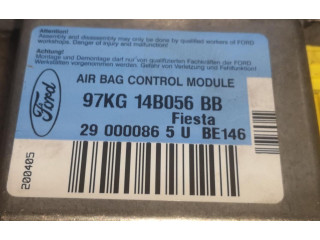 Attention!
Assembly and disassembly may only be done by qualified workers of FORD
workshops. Danger of injury and malfunction.
Achtung!
Montage und Demontage darf nur von qualifizierten Fachkräften der FORD
Werkstätten vorgenommen werden. Gefahr von Verletzung und Fehlfunktion!
AIR BAG CONTROL MODULE
Ford
97KG 14B056 BB
Fiesta
29 000086 5 U BE146
200405